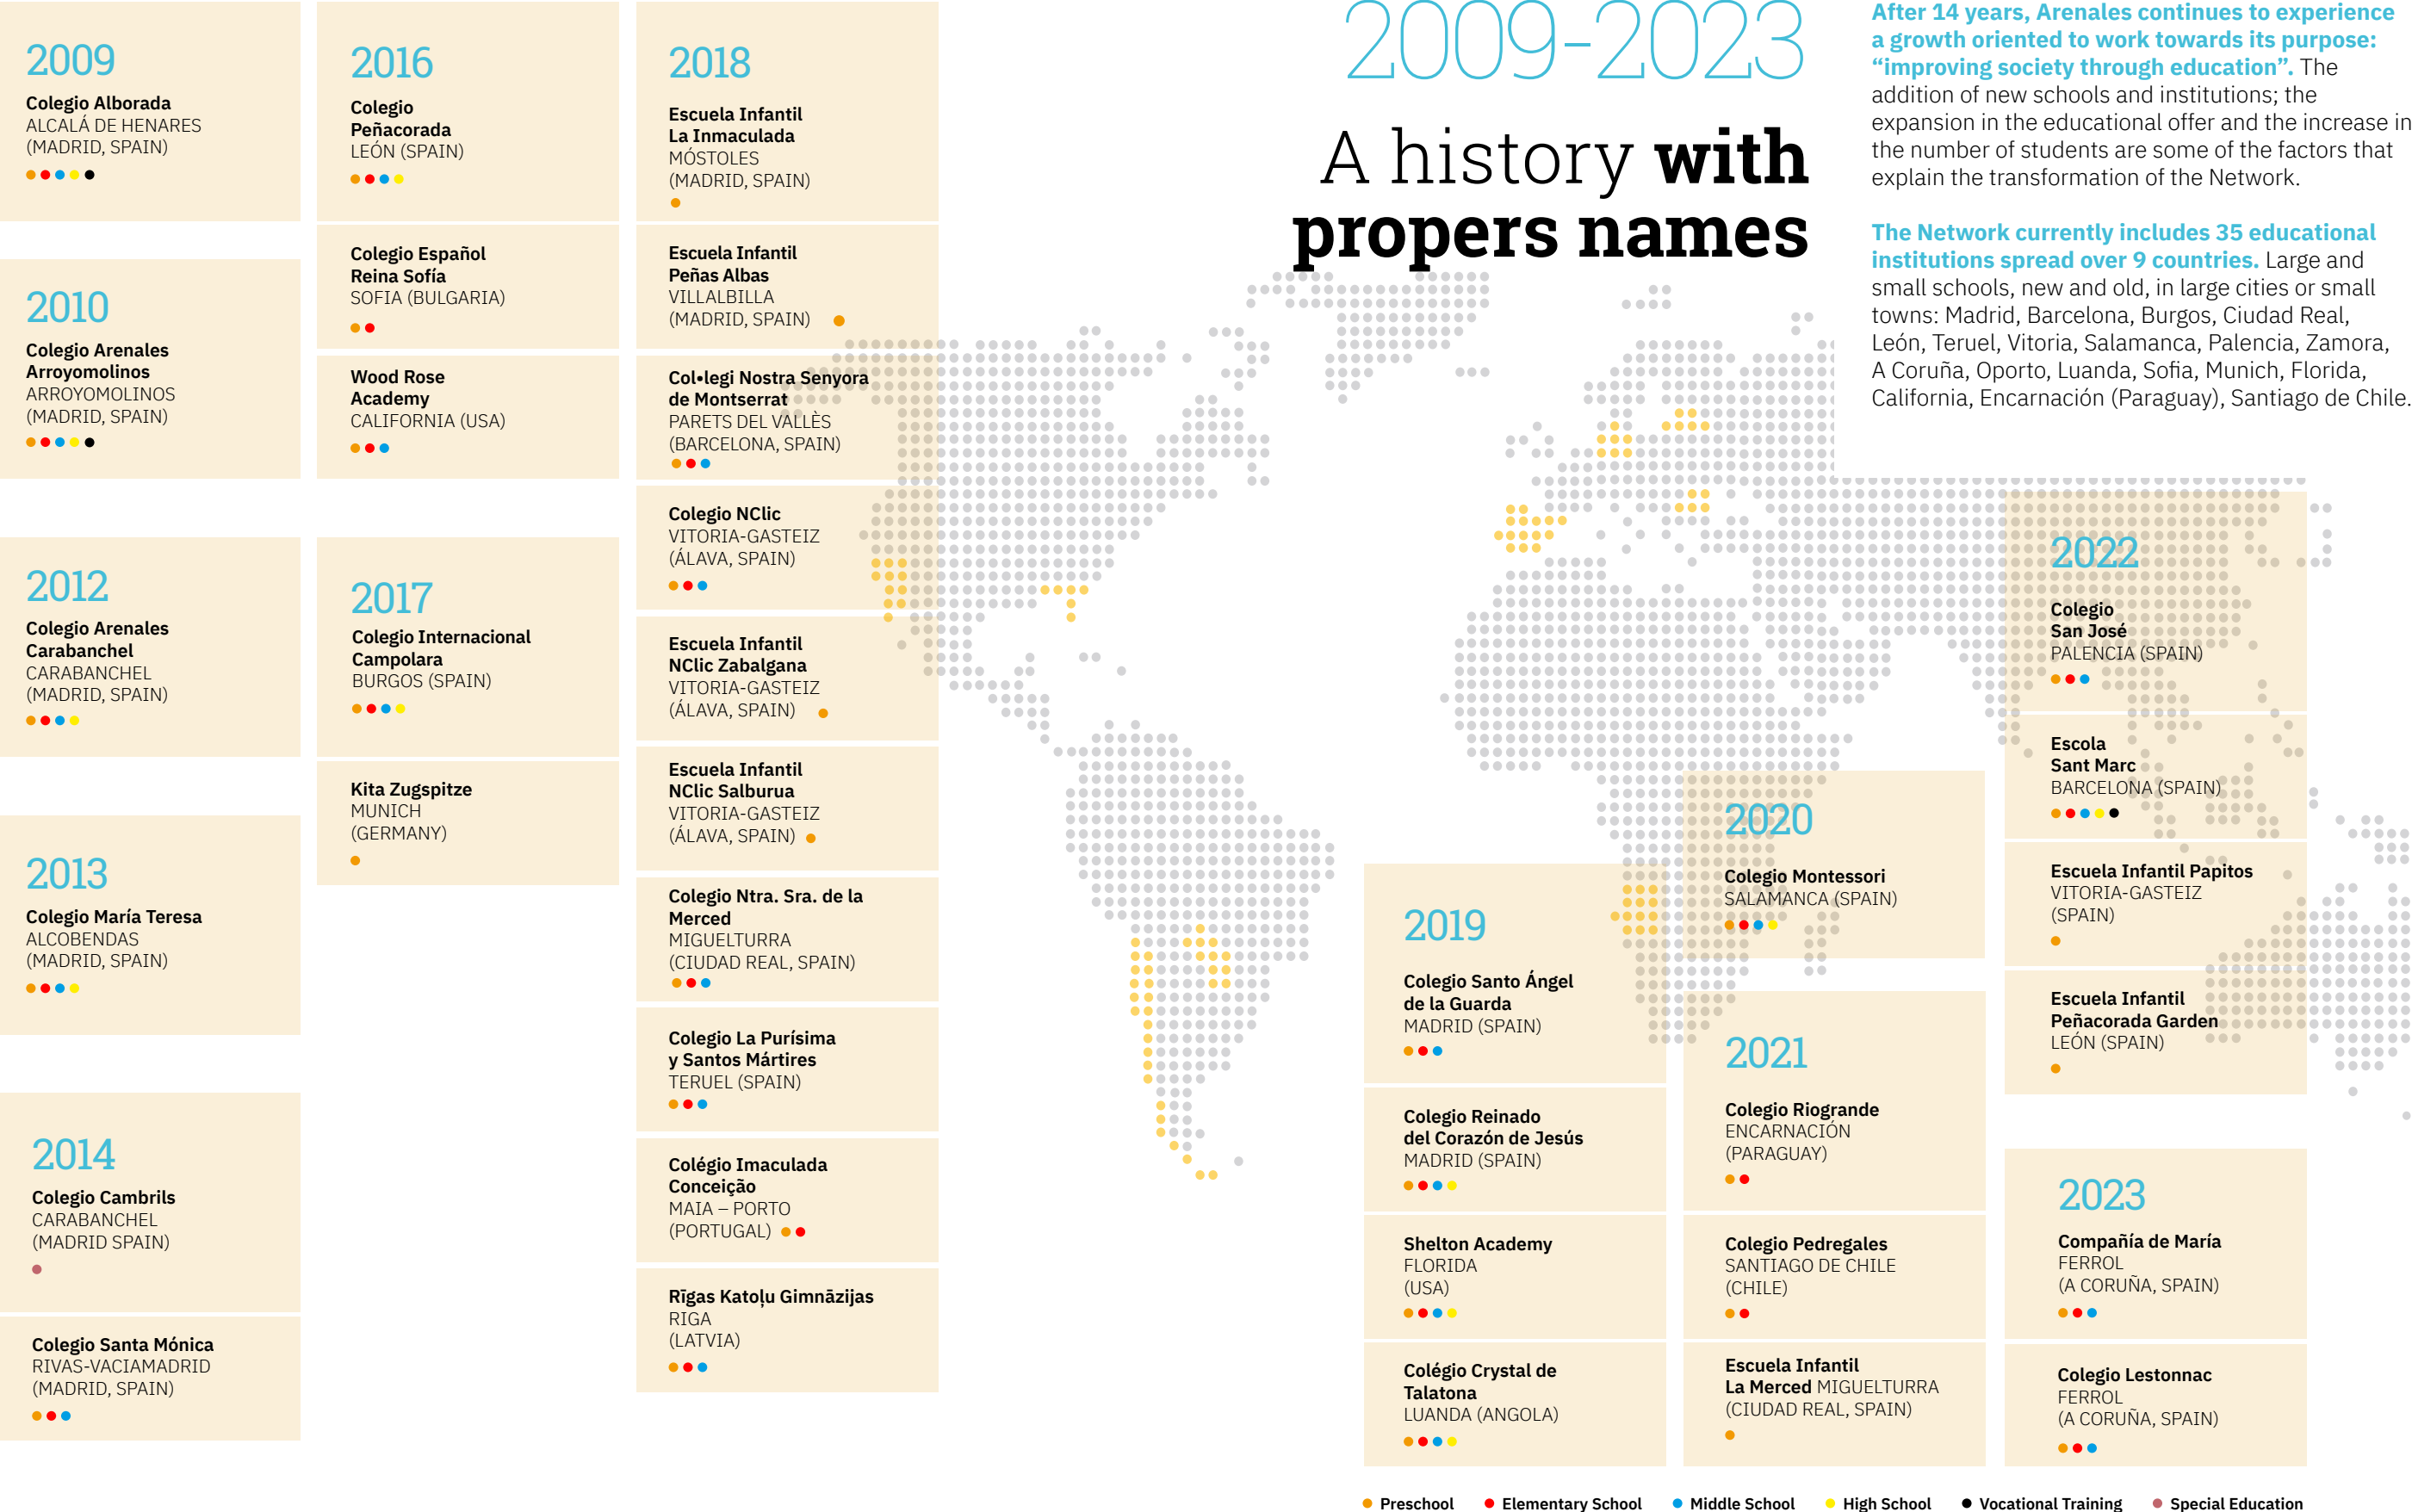 2009-2023
A history with
propers names
After 14 years, Arenales continues to experience
a growth oriented to work towards its purpose:
“improving society through education”. The
addition of new schools and institutions; the
expansion in the educational offer and the increase in
the number of students are some of the factors that
explain the transformation of the Network.
The Network currently includes 35 educational
institutions spread over 9 countries. Large and
small schools, new and old, in large cities or small
towns: Madrid, Barcelona, Burgos, Ciudad Real,
León, Teruel, Vitoria, Salamanca, Palencia, Zamora,
A Coruña, Oporto, Luanda, Sofia, Munich, Florida,
California, Encarnación (Paraguay), Santiago de Chile.
2009
Colegio Alborada
ALCALÁ DE HENARES
(MADRID, SPAIN)
2010
Colegio Arenales
Arroyomolinos
ARROYOMOLINOS
(MADRID, SPAIN)
2012
Colegio Arenales
Carabanchel
CARABANCHEL
(MADRID, SPAIN)
2013
Colegio María Teresa
ALCOBENDAS
(MADRID, SPAIN)
2014
Colegio Cambrils
CARABANCHEL
(MADRID SPAIN)
Colegio Santa Mónica
RIVAS-VACIAMADRID
(MADRID, SPAIN)
2016
Colegio
Peñacorada
LEÓN (SPAIN)
Colegio Español
Reina Sofía
SOFIA (BULGARIA)
Wood Rose
Academy
CALIFORNIA (USA)
2017
Colegio Internacional
Campolara
BURGOS (SPAIN)
Kita Zugspitze
MUNICH
(GERMANY)
2018
Escuela Infantil
La Inmaculada
MÓSTOLES
(MADRID, SPAIN)
Escuela Infantil
Peñas Albas
VILLALBILLA
(MADRID, SPAIN)
Col•legi Nostra Senyora
de Montserrat
PARETS DEL VALLÈS
(BARCELONA, SPAIN)
Colegio NClic
VITORIA-GASTEIZ
(ÁLAVA, SPAIN)
Escuela Infantil
NClic Zabalgana
VITORIA-GASTEIZ
(ÁLAVA, SPAIN)
Escuela Infantil
NClic Salburua
VITORIA-GASTEIZ
(ÁLAVA, SPAIN)
Colegio Ntra. Sra. de la
Merced
MIGUELTURRA
(CIUDAD REAL, SPAIN)
Colegio La Purísima
y Santos Mártires
TERUEL (SPAIN)
Colégio Imaculada
Conceição
MAIA – PORTO
(PORTUGAL)
Rīgas Katoļu Gimnāzijas
RIGA
(LATVIA)
2019
Colegio Santo Ángel
de la Guarda
MADRID (SPAIN)
Colegio Reinado
del Corazón de Jesús
MADRID (SPAIN)
Shelton Academy
FLORIDA
(USA)
Colégio Crystal de
Talatona
LUANDA (ANGOLA)
2020
Colegio Montessori
SALAMANCA (SPAIN)
2021
Colegio Riogrande
ENCARNACIÓN
(PARAGUAY)
Colegio Pedregales
SANTIAGO DE CHILE
(CHILE)
Escuela Infantil
La Merced MIGUELTURRA
(CIUDAD REAL, SPAIN)
2022
Colegio
San José
PALENCIA (SPAIN)
Escola
Sant Marc
BARCELONA (SPAIN)
Escuela Infantil Papitos
VITORIA-GASTEIZ
(SPAIN)
Escuela Infantil
Peñacorada Garden
LEÓN (SPAIN)
2023
Compañía de María
FERROL
(A CORUÑA, SPAIN)
Colegio Lestonnac
FERROL
(A CORUÑA, SPAIN)
Preschool Elementary School Middle School High School Vocational Training Special Education